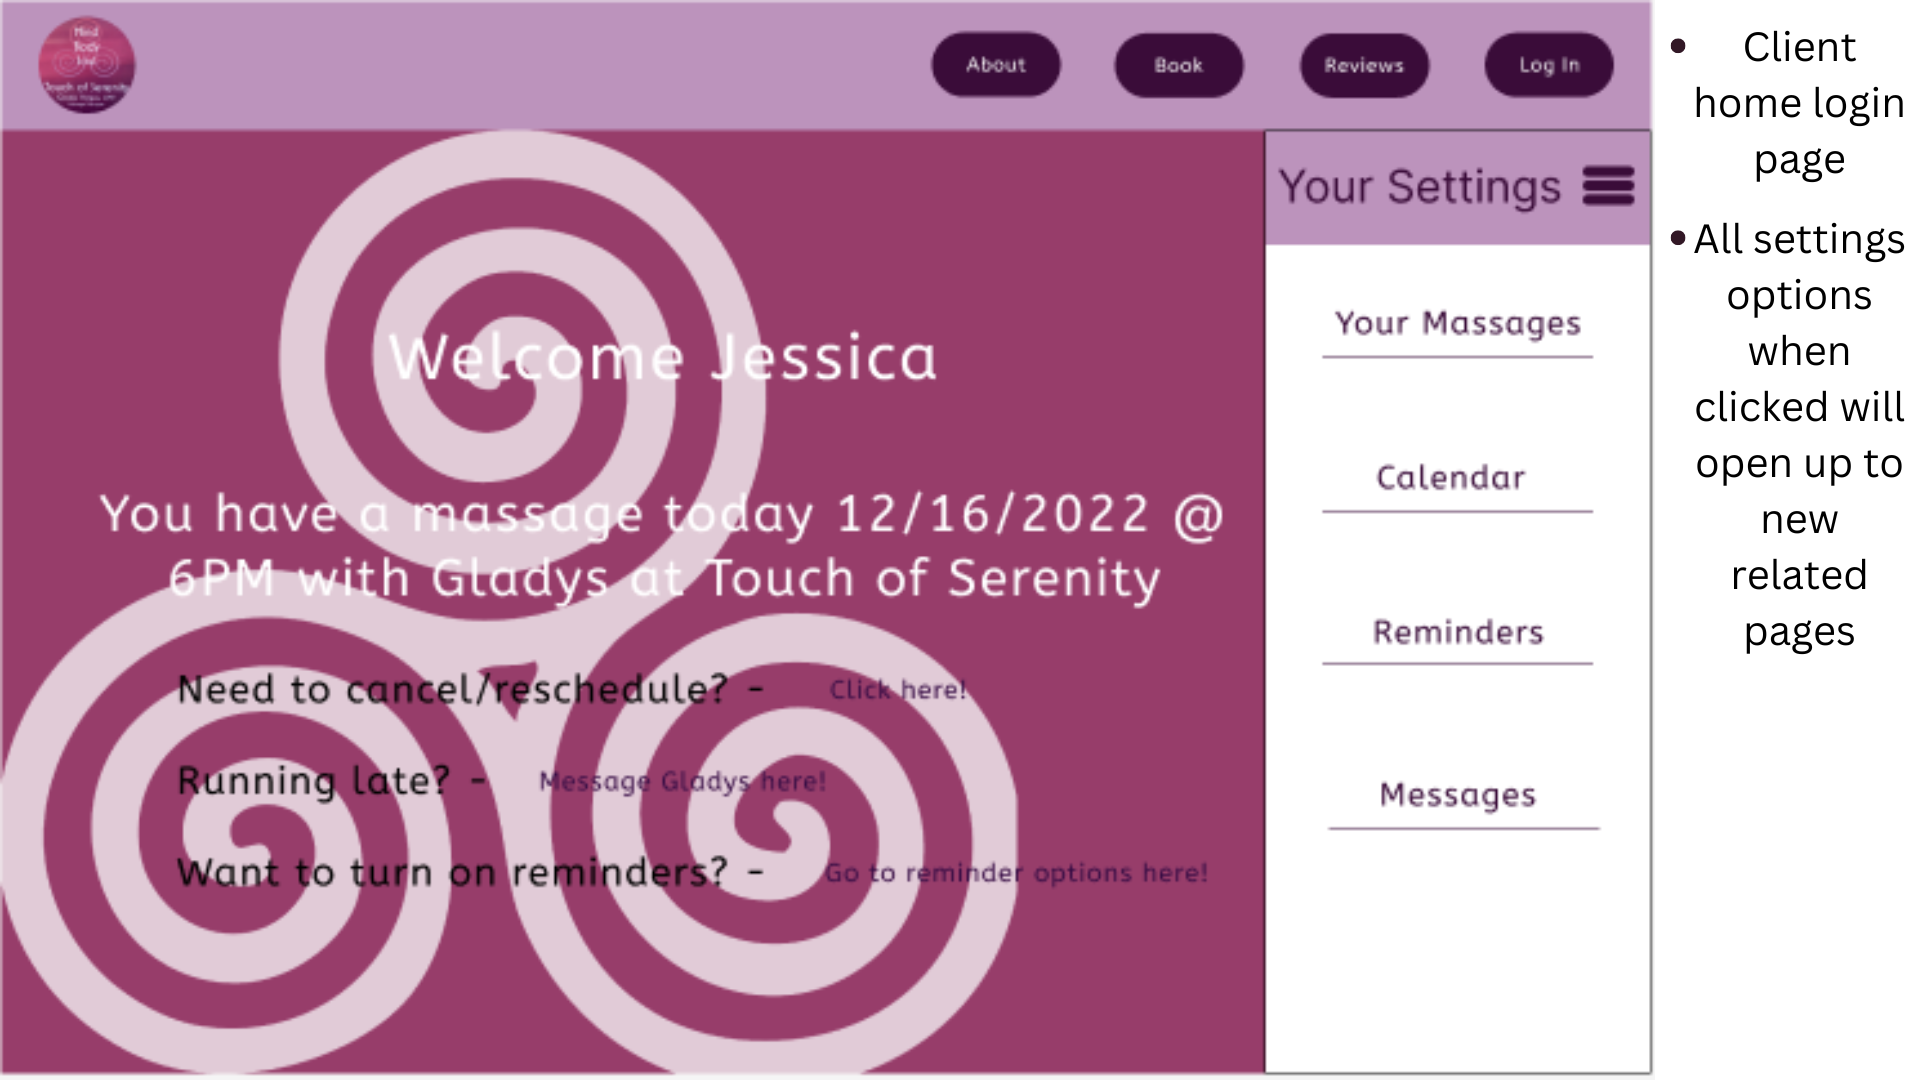 Mind
Body
Soul
Touch of Serenity
About
Book
Reviews
Log In
Your Settings
Welcome Jessica
You have a massage today 12/16/2022 @
6PM with Gladys at Touch of Serenity
Need to cancel/reschedule? - Click here!
Running late? - Message Gladys here!
Want to turn on reminders? - Go to reminder options here!
Your Massages
Calendar
Reminders
Messages
• Client
home login
page
• All settings
options
when
clicked will
open up to
new
related
pages